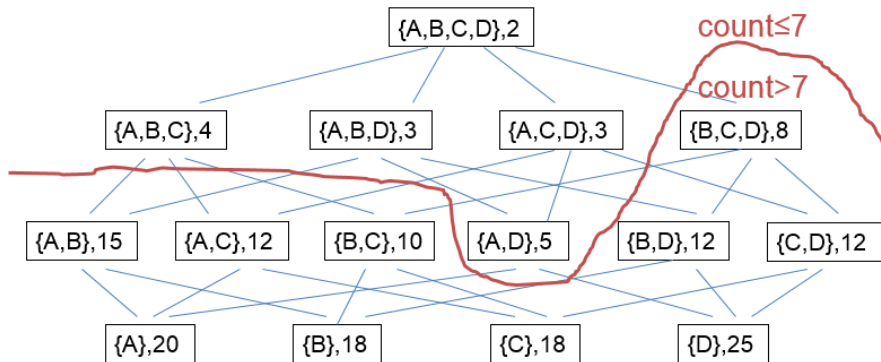 {A,B,C,D},2
count≤7
count>7
{A,B,C},4
{A,B,D},3
{A,C,D},3
{B,C,D},8
{A,B},15
{A,C},12
{B,C},10
{A,D},5
{B,D},12
{C,D},12
{A},20
{B},18
{C},18
{D},25